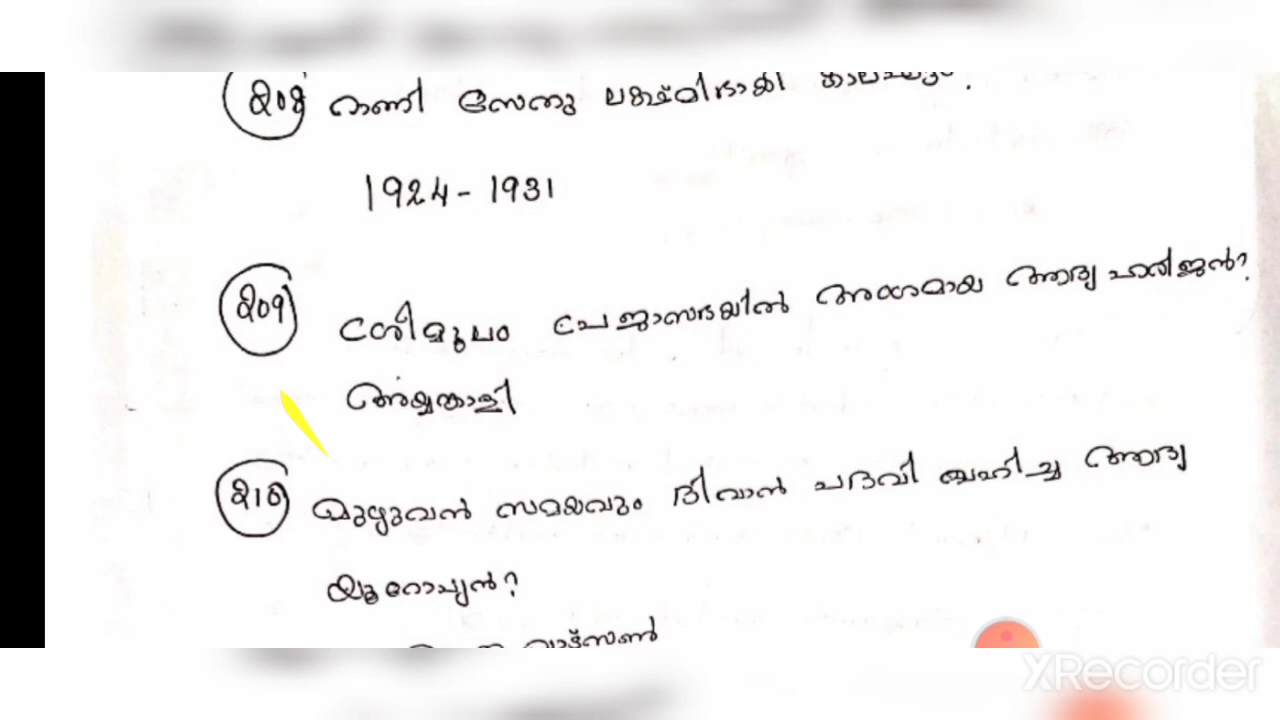 208 റാണി സേതു ലക്ഷ്മിഭായി കാലഘട്ടം?
1924 - 1931
209 ശ്രീമൂലം പ്രജാസഭയിൽ അംഗമായ ആദ്യ ഹരിജൻ?
അയ്യങ്കാളി
210 മുഴുവൻ സമയവും ദിവാൻ പദവി വഹിച്ച ആദ്യ
യൂറോപ്യൻ?
വാട്സൺ
XRecorder